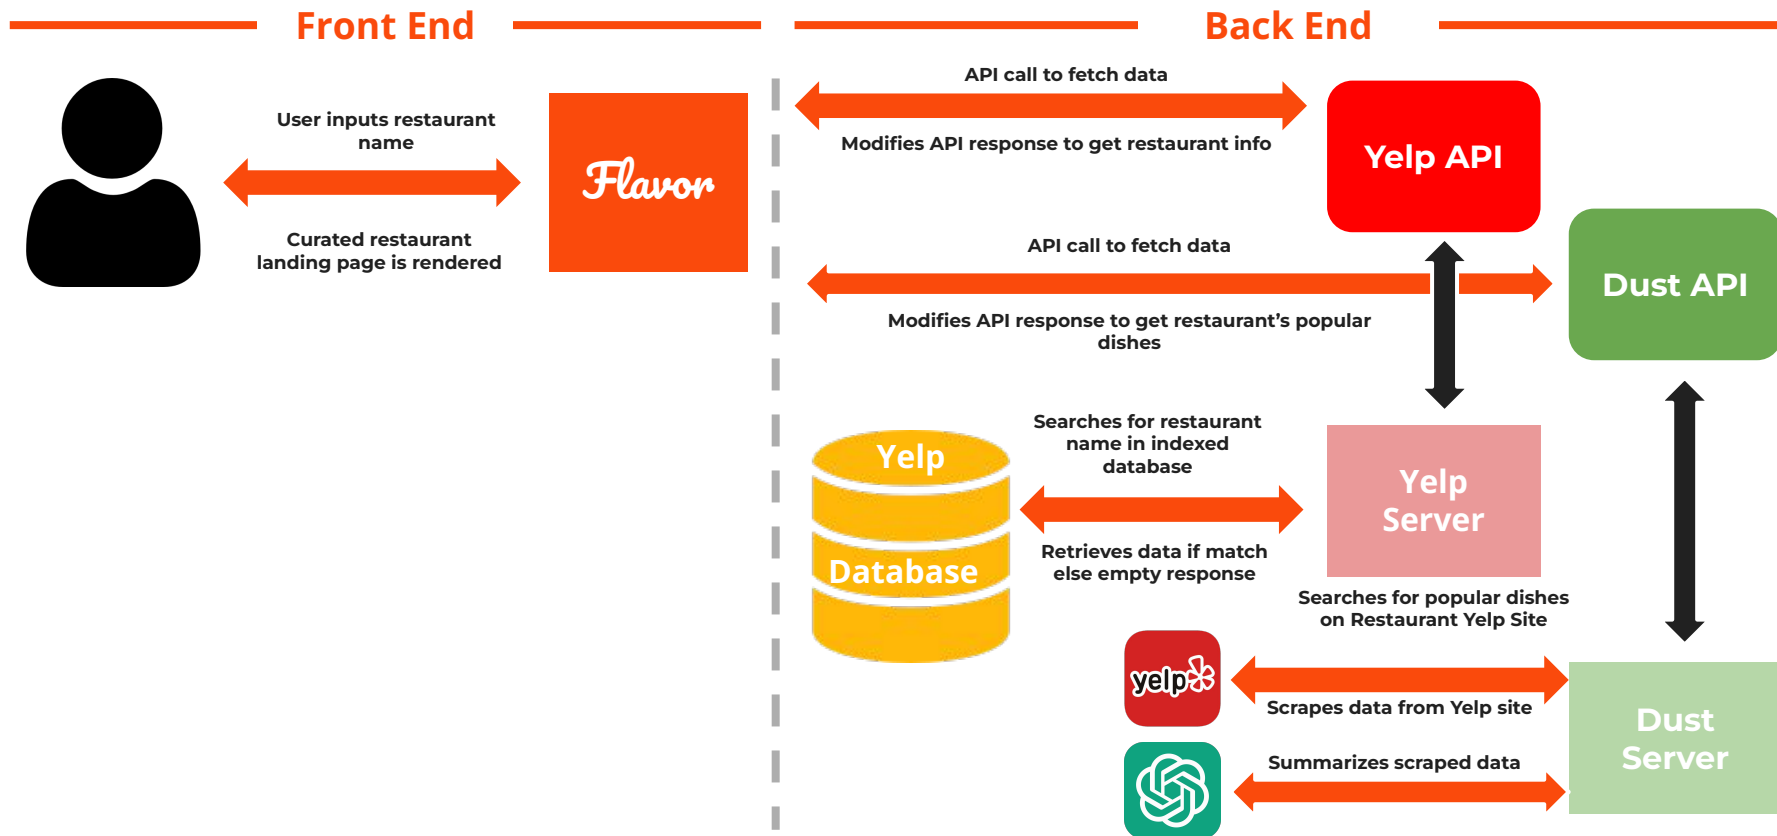 Front End
Back End
User inputs restaurant
name
Flavor
Curated restaurant
landing page is rendered
API call to fetch data
Modifies API response to get restaurant info
Yelp API
API call to fetch data
Modifies API response to get restaurant’s popular
dishes
Dust API
Yelp
Database
Searches for restaurant
name in indexed
database
Retrieves data if match
else empty response
Yelp
Server
Searches for popular dishes
on Restaurant Yelp Site
yelp
Scrapes data from Yelp site
Summarizes scraped data
Dust
Server